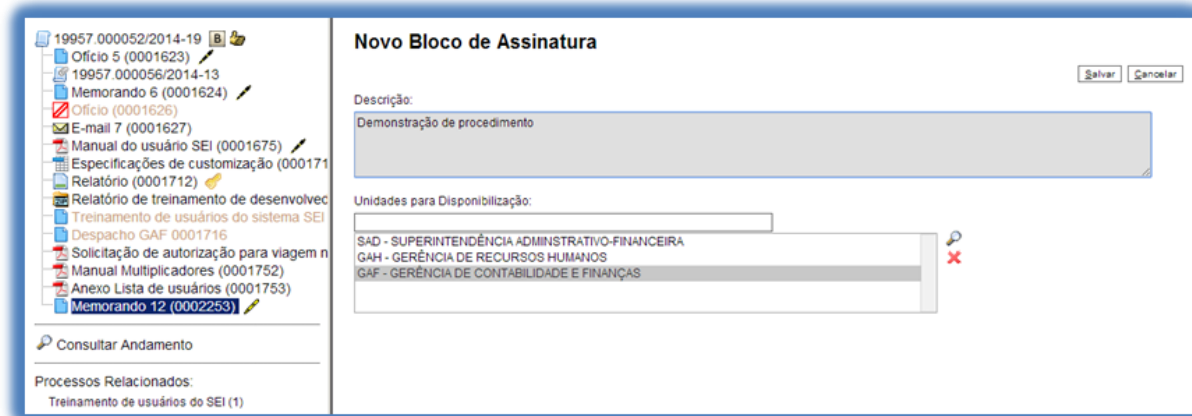 19957.000052/2014-19 B
Ofício 5 (0001623)
19957.000056/2014-13
Memorando 6 (0001624)
Ofício (0001626)
E-mail 7 (0001627)
Manual do usuário SEI (0001675)
Especificações de customização (000171
Relatório (0001712)
Relatório de treinamento de desenvolvec
Treinamento de usuários do sistema SEI
Despacho GAF 0001716
Solicitação de autorização para viagem n
Manual Multiplicadores (0001752)
Anexo Lista de usuários (0001753)
Memorando 12 (0002253)
Consultar Andamento
Processos Relacionados:
Treinamento de usuários do SEI (1)
Novo Bloco de Assinatura
Salvar Cancelar
Descrição:
Demonstração de procedimento
Unidades para Disponibilização:
SAD - SUPERINTENDÊNCIA ADMINSTRATIVO-FINANCEIRA
GAH - GERÊNCIA DE RECURSOS HUMANOS
GAF - GERÊNCIA DE CONTABILIDADE E FINANÇAS